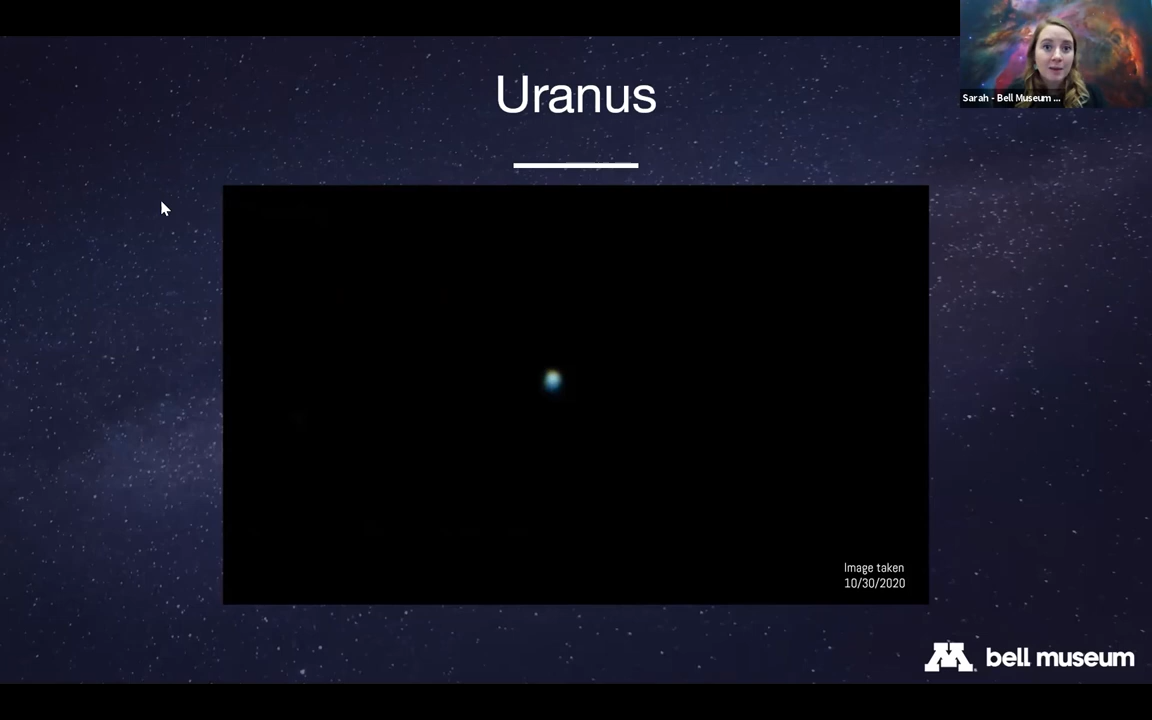 Uranus
Sarah - Bell Museum ...
Image taken
10/30/2020
M
bell museum